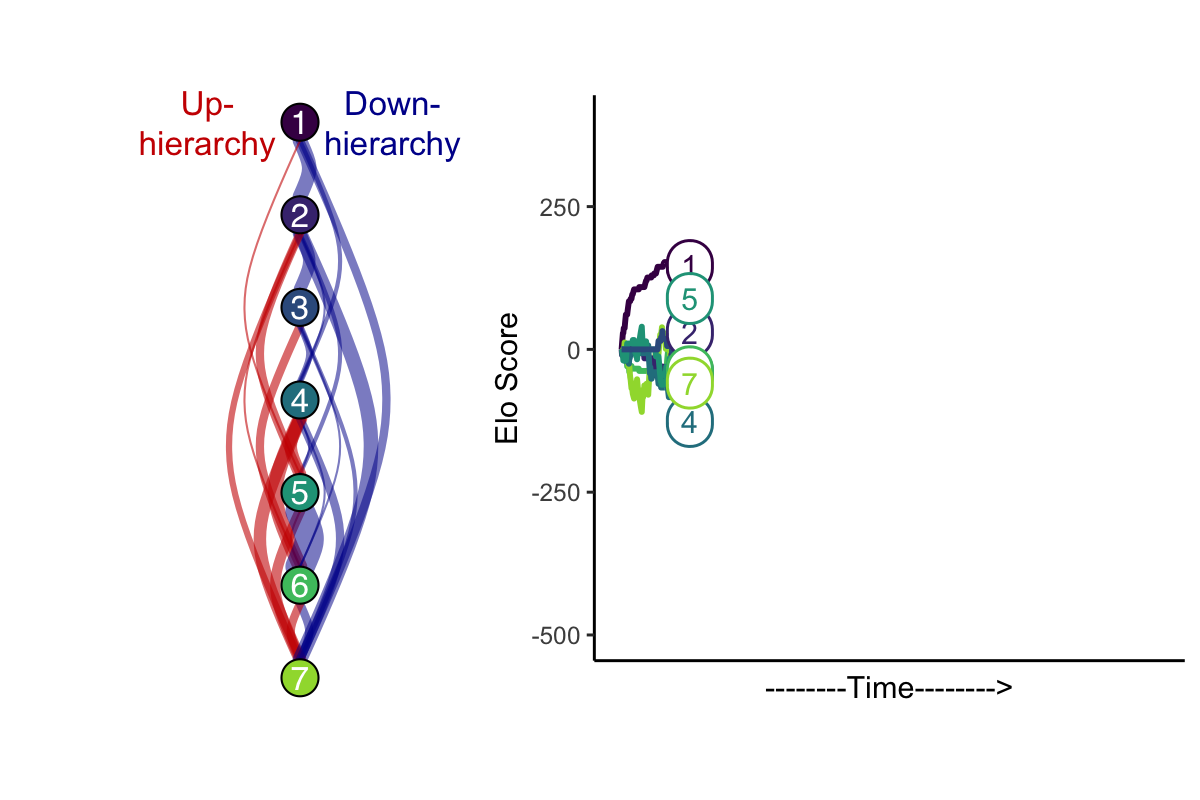 Up-
hierarchy
Down-
hierarchy
1
2
3
4
5
6
7
Elo Score
250
0
-250
-500
1
5
2
7
4
--------Time-------->